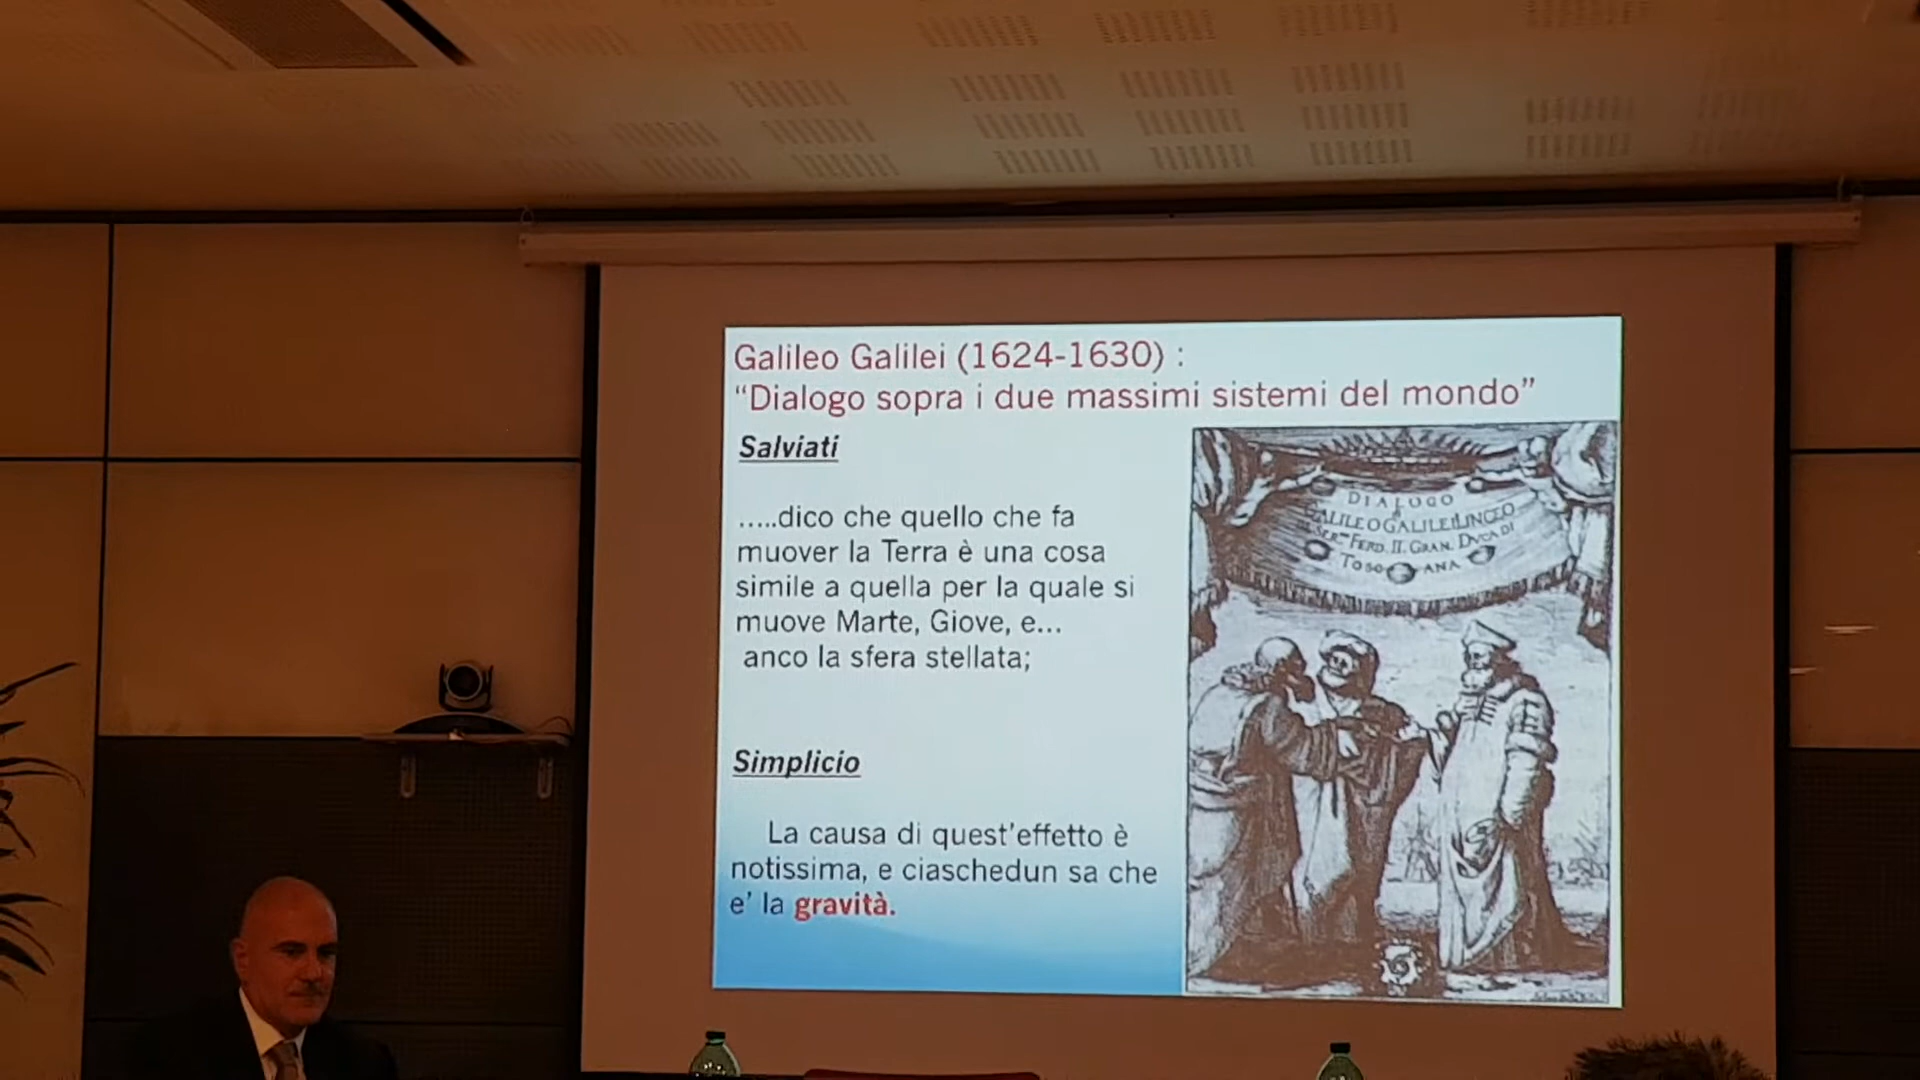 Galileo Galilei (1624-1630) :
“Dialogo sopra i due massimi sistemi del mondo”
Salviati
.....dico che quello che fa
muover la Terra è una cosa
simile a quella per la quale si
muove Marte, Giove, e...
anco la sfera stellata;
Simplicio
La causa di quest'effetto è
notissima, e ciaschedun sa che
e' la gravità.
DIALOGO
GALILEO GALILEI LINCEO
FERD. II. GRAN. DUCA DI
TOSCANA